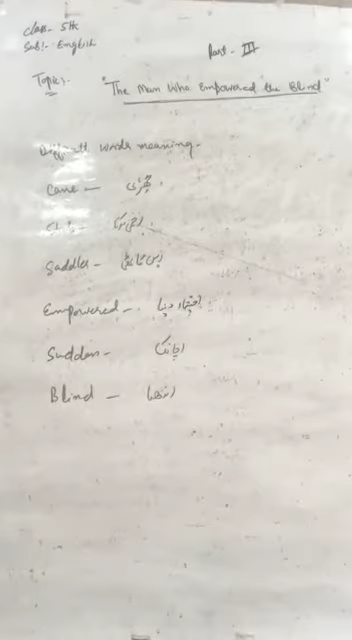 Class- 5th
Sub:- English
Part- III
Topic:-
"The Man Who Empowered the Blind"
Difficult words meaning.
Cane — چھڑی
Saddler - زین
Empowered - اختیار دینا
Sudden - اچانک
Blind — اندھا